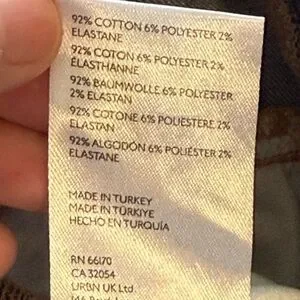 92% COTTON 6% POLYESTER 2%
ELASTANE
92% COTON 6% POLYESTER 2%
ÉLASTHANNE
92% BAUMWOLLE 6% POLYESTER
2% ELASTAN
92% COTONE 6% POLIESTERE 2%
ELASTAN
92% ALGODÓN 6% POLIÉSTER 2%
ELASTANE
MADE IN TURKEY
MADE IN TÜRKIYE
HECHO EN TURQUÍA
RN 66170
CA32054
URBN UK Ltd